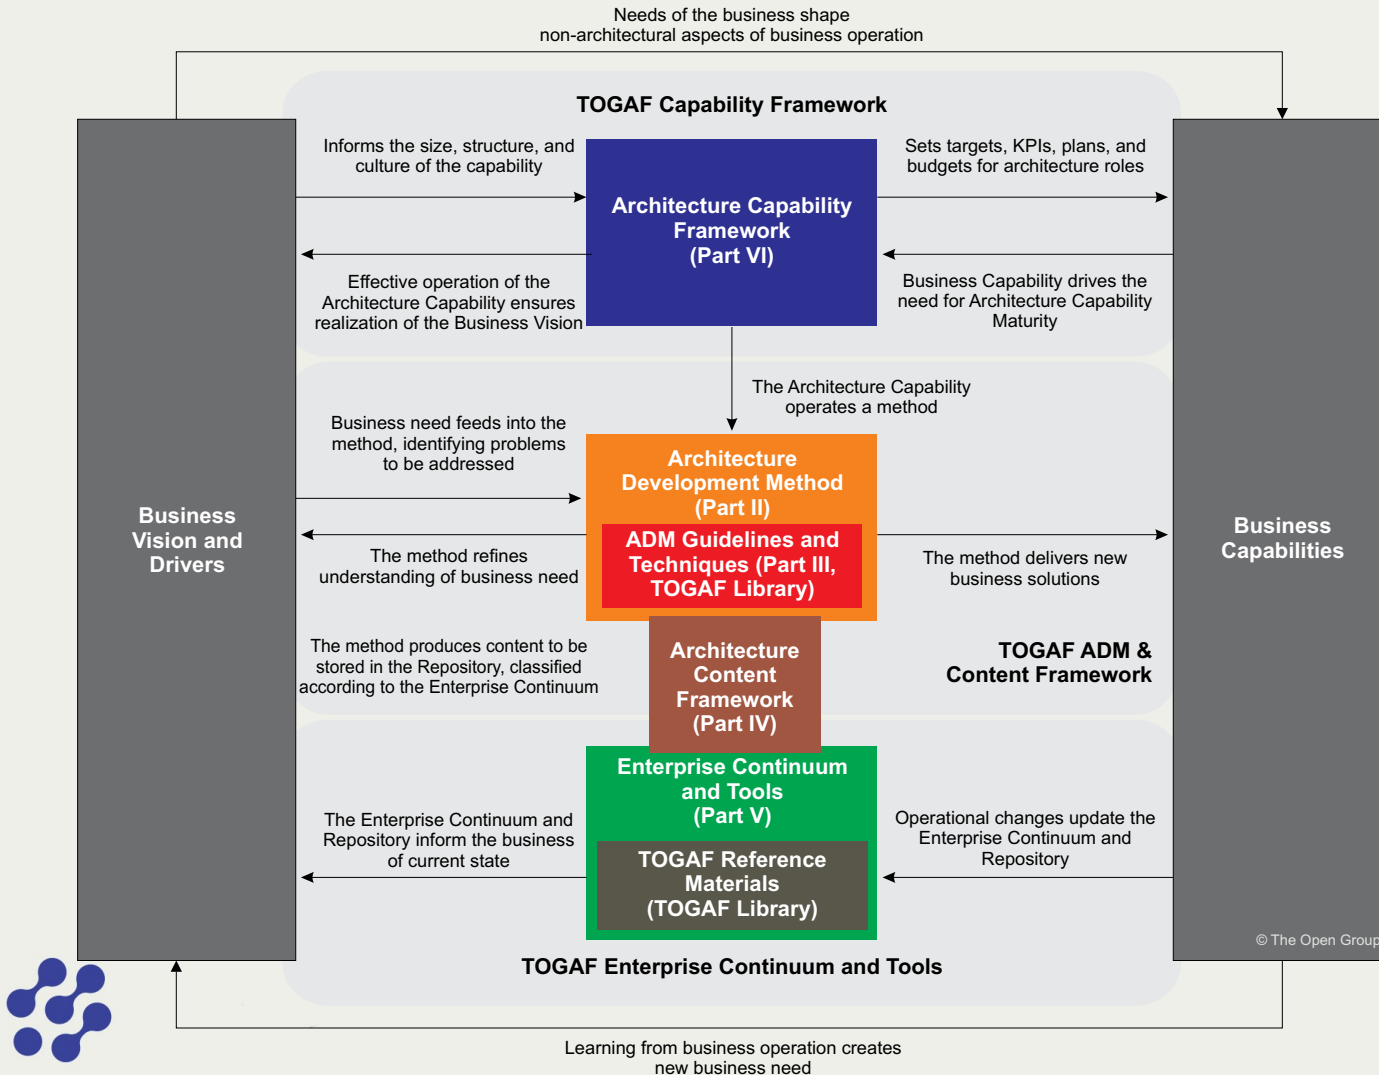 Needs of the business shape
non-architectural aspects of business operation
TOGAF Capability Framework
Informs the size, structure, and
culture of the capability
Architecture Capability
Framework
(Part VI)
Sets targets, KPIs, plans, and
budgets for architecture roles
Effective operation of the
Architecture Capability ensures
realization of the Business Vision
Business Capability drives the
need for Architecture Capability
Maturity
The Architecture Capability
operates a method
Business need feeds into the
method, identifying problems
to be addressed
Architecture
Development Method
(Part II)
Business
Vision and
Drivers
ADM Guidelines and
Techniques (Part III,
TOGAF Library)
Business
Capabilities
The method refines
understanding of business need
The method delivers new
business solutions
The method produces content to be
stored in the Repository, classified
according to the Enterprise Continuum
Architecture
Content
Framework
(Part IV)
TOGAF ADM &
Content Framework
Enterprise Continuum
and Tools
(Part V)
The Enterprise Continuum and
Repository inform the business
of current state
Operational changes update the
Enterprise Continuum and
Repository
TOGAF Reference
Materials
(TOGAF Library)
© The Open Group
TOGAF Enterprise Continuum and Tools
Learning from business operation creates
new business need